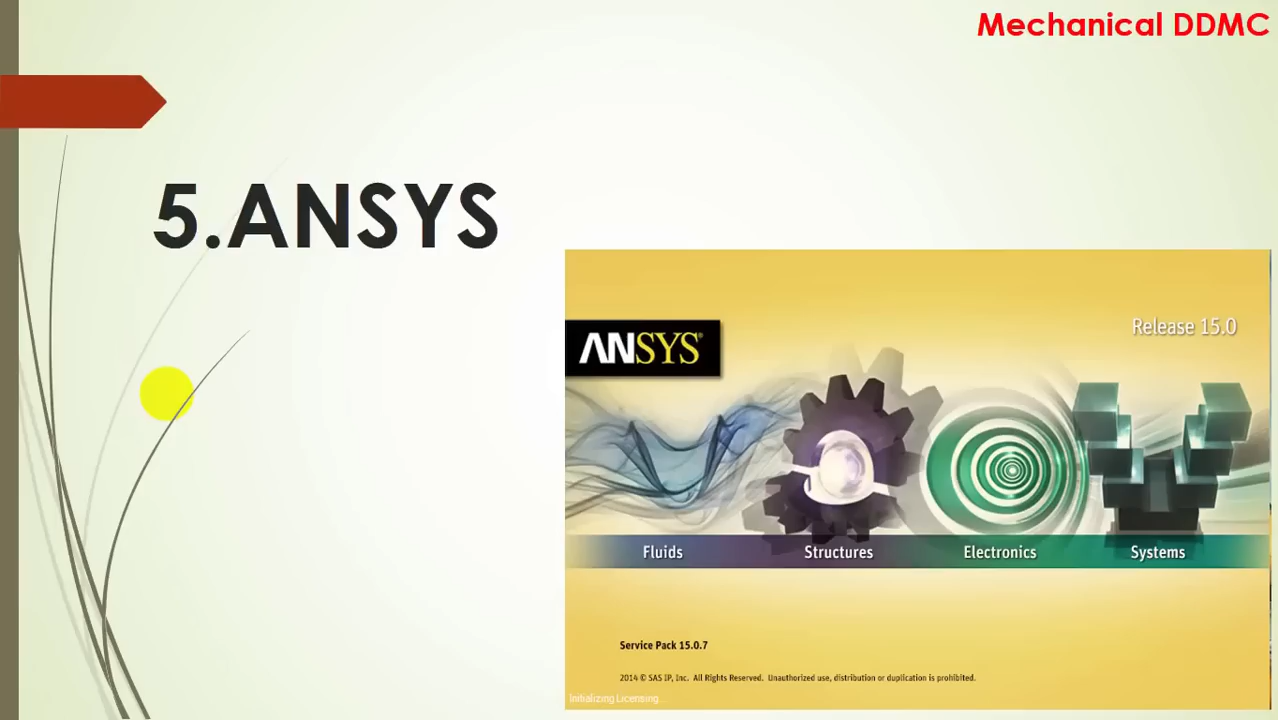 Mechanical DDMC
5.ANSYS
Release 15.0
ANSYS®
Fluids Structures Electronics Systems
Service Pack 15.0.7
2014 © SAS IP, Inc. All Rights Reserved. Unauthorized use, distribution or duplication is prohibited.
Initializing Licensing